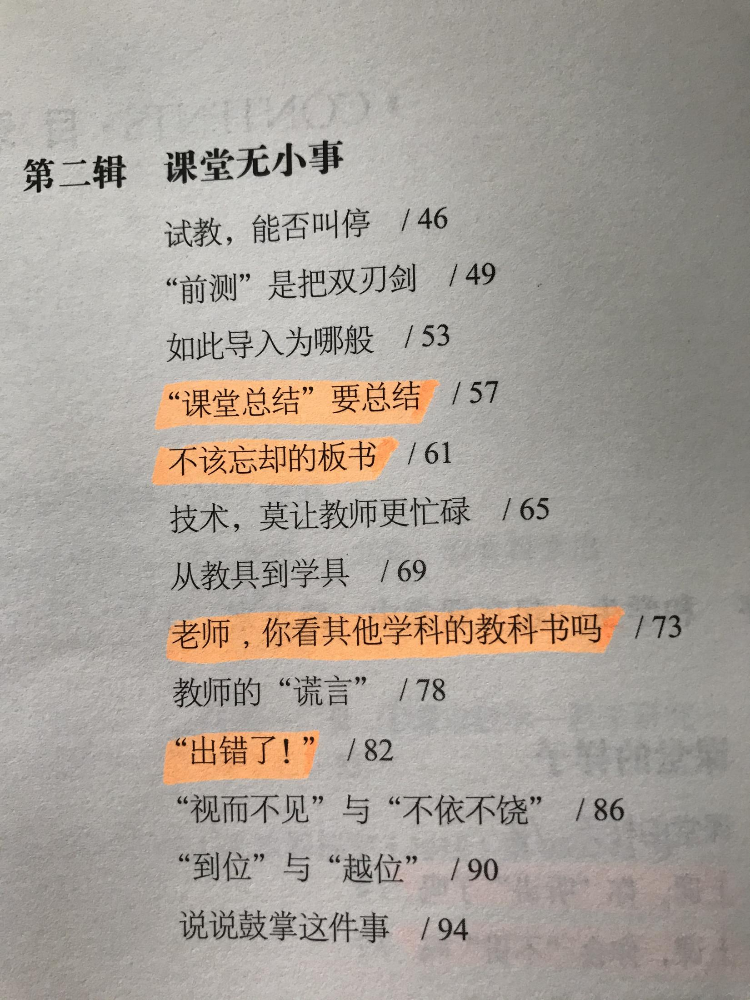 第二辑 课堂无小事
试教，能否叫停 / 46
“前测”是把双刃剑 / 49
如此导入为哪般 / 53
“课堂总结”要总结 / 57
不该忘却的板书 / 61
技术，莫让教师更忙碌 / 65
从教具到学具 / 69
老师，你看其他学科的教科书吗 / 73
教师的“谎言” / 78
“出错了！” / 82
“视而不见”与“不依不饶” / 86
“到位”与“越位” / 90
说说鼓掌这件事 / 94